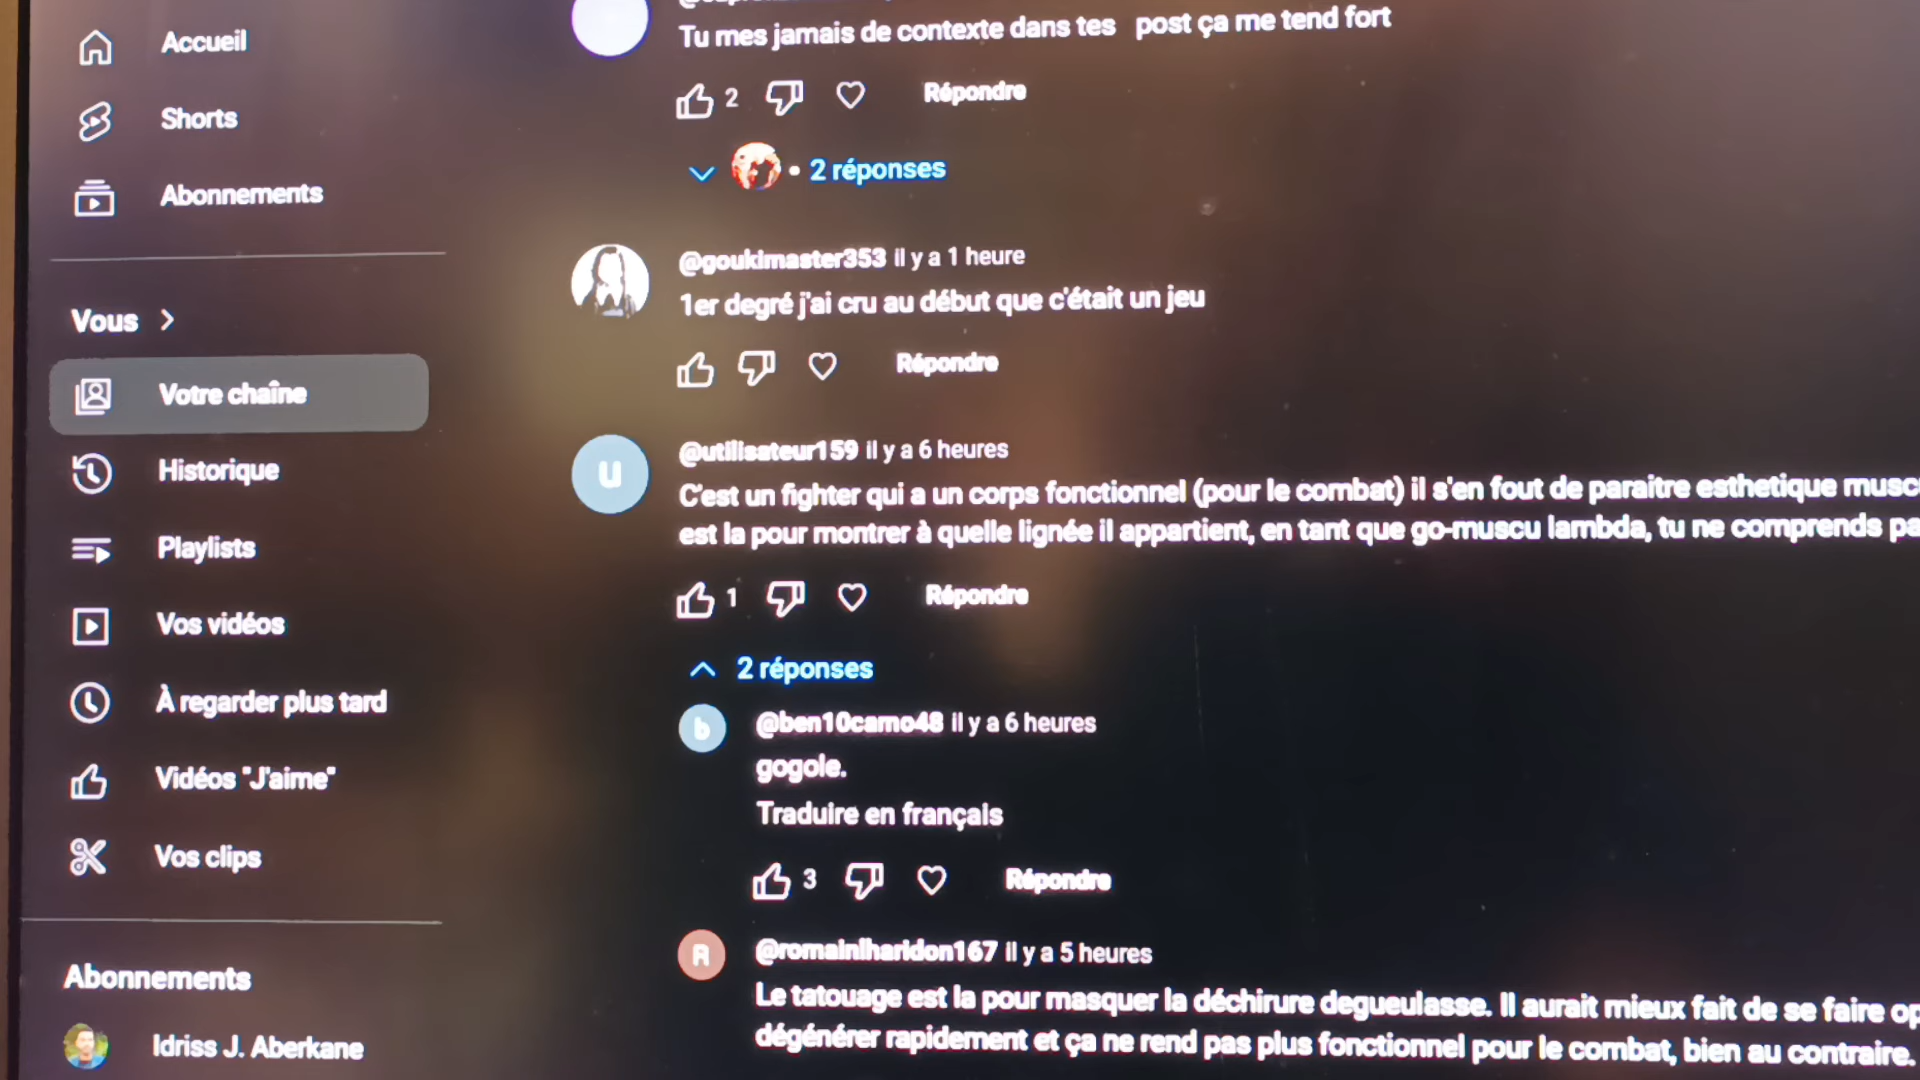 Accueil
Shorts
Abonnements
Vous
Votre chaîne
Historique
Playlists
Vos vidéos
À regarder plus tard
Vidéos "J'aime"
Vos clips
Abonnements
Idriss J. Aberkane
Tu mes jamais de contexte dans tes post ça me tend fort
2
Répondre
• 2 réponses
@goukimaster353 il y a 1 heure
1er degré j'ai cru au début que c'était un jeu
Répondre
U
@utilisateur159 il y a 6 heures
C'est un fighter qui a un corps fonctionnel (pour le combat) il s'en fout de paraitre esthetique
est la pour montrer à quelle lignée il appartient, en tant que go-muscu lambda, tu ne comprends
1
Répondre
2 réponses
b
@ben10camo48 il y a 6 heures
gogole.
Traduire en français
3
Répondre
R
@romainlharidon167 il y a 5 heures
Le tatouage est la pour masquer la déchirure degueulasse. Il aurait mieux fait de se faire
dégénérer rapidement et ça ne rend pas plus fonctionnel pour le combat, bien au contraire.